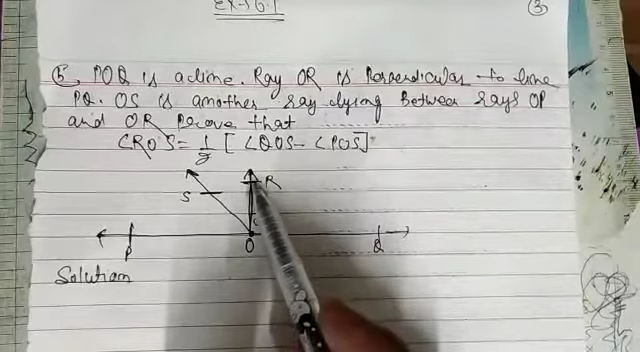 Ex-6.1
3
5, POQ is a line. Ray OR is Perpendicular to line
PQ. OS is another ray lying Between rays OP
and OR Prove that
∠ROS = 1/2 [∠QOS - ∠POS]
S
R
P
O
Q
Solution